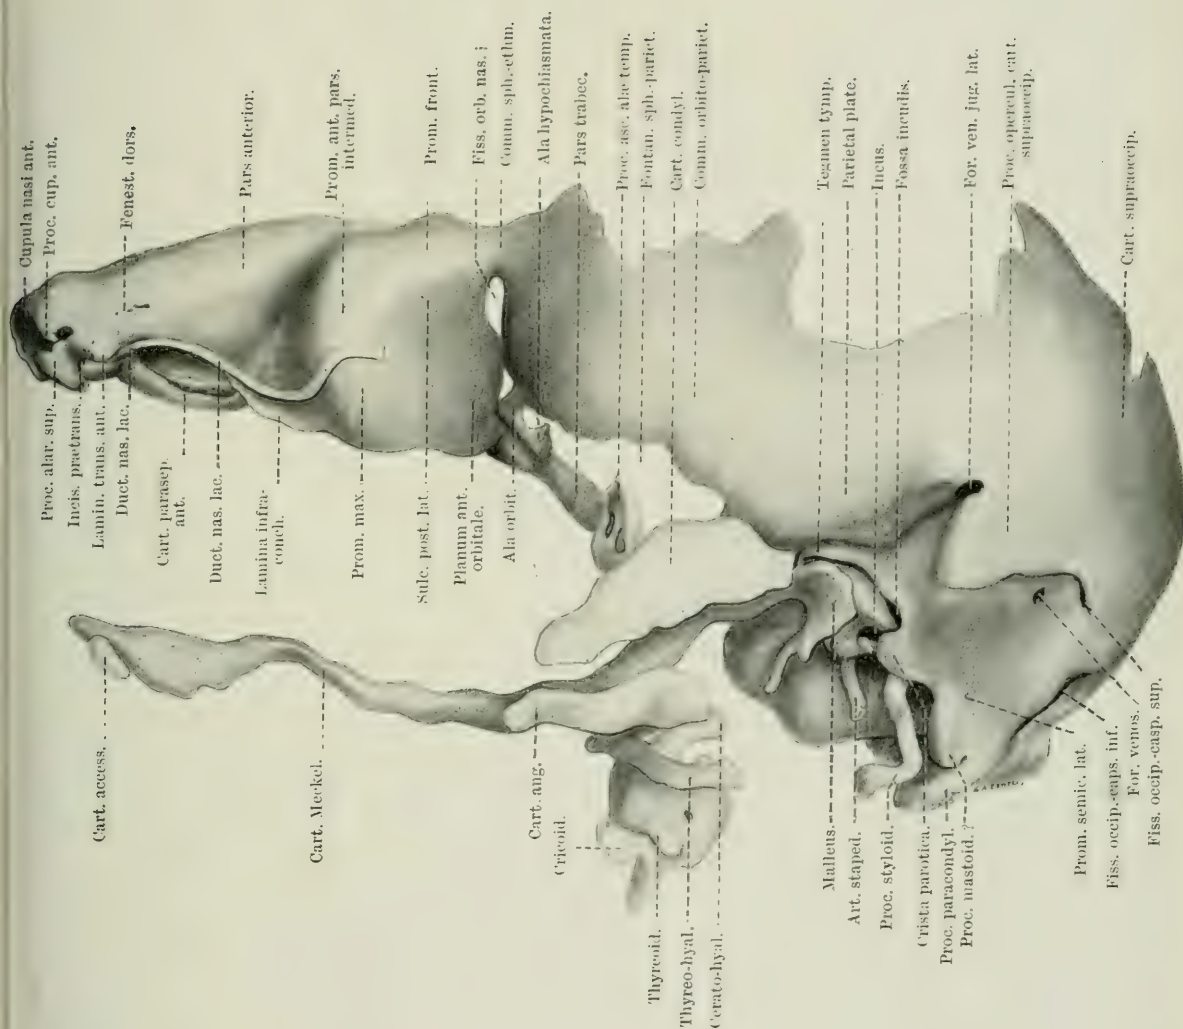 Cupula nasi ant.
Proc. cup. ant.
Fenest. dors.
Pars anterior.
Prom. ant. pars.
intermed.
Prom. front.
Fiss. orb. nas. ;
Comm. sph.-ethm.
Ala hypochiasmata.
Pars trabec.
Proc. asc. alæ temp.
Fontan. sph.-pariet.
Cart. condyl.
Comm. orbito-pariet.
Tegmen tymp.
Parietal plate.
Incus.
Fossa incudis.
For. ven. jug. lat.
Proc. opercul. cart.
supraoccip.
Cart. supraoccip.
Proc. alar. sup.
Incis. prætrans.
Lamin. trans. ant.
Duct. nas. lac.
Cart. parasep.
ant.
Duct. nas. lac.
Lamina infra-
conch.
Prom. max.
Sulc. post. lat.
Planum ant.
orbitale.
Ala orbit.
Cart. access.
Cart. Meckel.
Cart. ang.
Cricoid.
Thyreoid.
Thyreo-hyal.
Cerato-hyal.
Malleus.
Art. staped.
Proc. styloid.
Crista parotica.
Proc. paracondyl.
Proc. mastoid. ?
Prom. semic. lat.
Fiss. occip.-caps. inf.
For. venos.
Fiss. occip.-casp. sup.